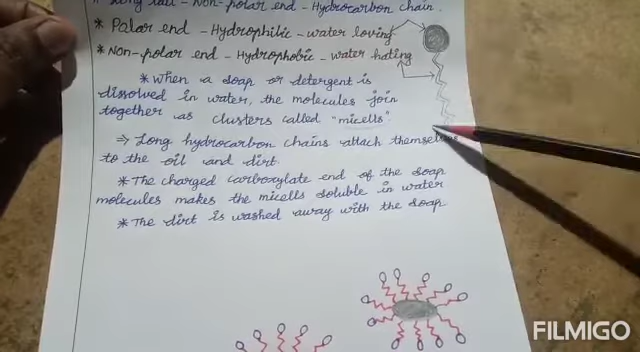 * Long tail - Non-polar end - Hydrocarbon chain.
* Palar end - Hydrophilic - water loving
* Non-polar end - Hydrophobic - water hating
* When a soap or detergent is
dissolved in water, the molecules join
together as clusters called "micells".
⇒ Long hydrocarbon chains attach themselves
to the oil and dirt.
* The charged carboxylate end of the soap
molecules makes the micells soluble in water
* The dirt is washed away with the soap
FILMIGO